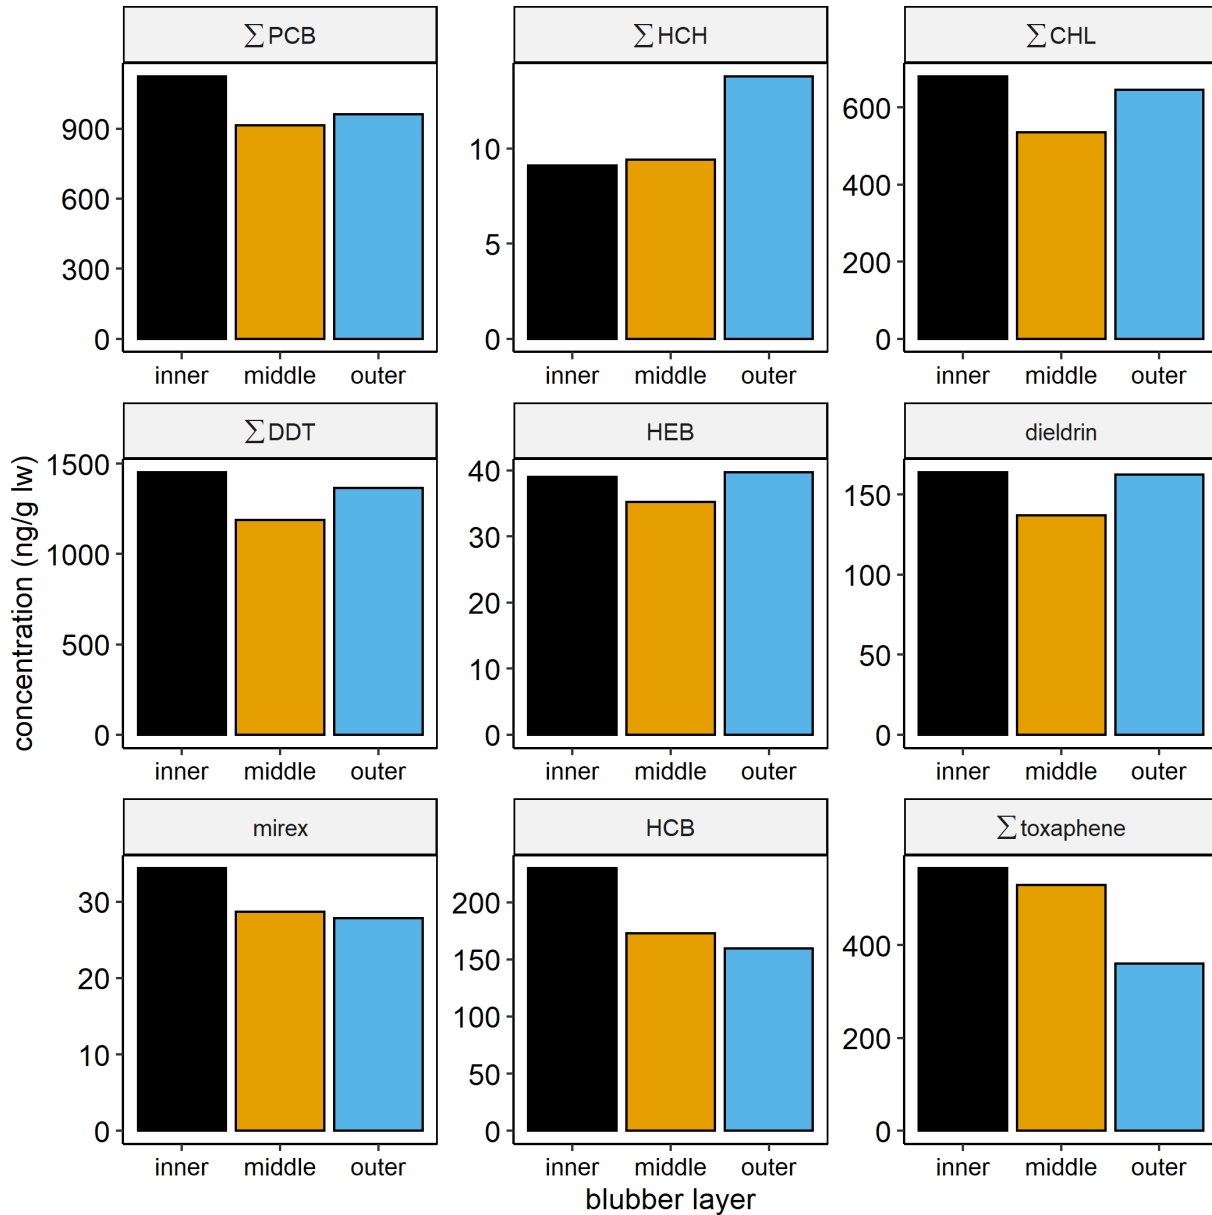 ∑PCB
∑HCH
∑CHL
900
600
300
0
inner middle outer
10
5
0
inner middle outer
600
400
200
0
inner middle outer
∑DDT
HEB
dieldrin
concentration (ng/g lw)
1500
1000
500
0
inner middle outer
40
30
20
10
0
inner middle outer
150
100
50
0
inner middle outer
mirex
HCB
∑toxaphene
30
20
10
0
inner middle outer
200
150
100
50
0
inner middle outer
400
200
0
inner middle outer
blubber layer